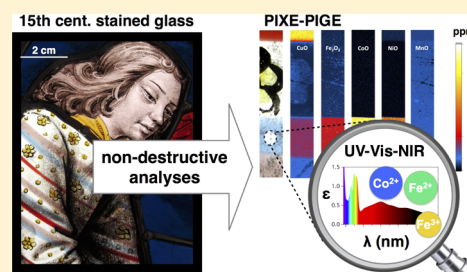 15th cent. stained glass
PIXE-PIGE
2 cm
CuO Fe₂O₃ CoO NiO MnO
ppm
non-destructive
analyses
UV-Vis-NIR
1.5
1.0
0.5
0.0
ε
λ (nm)
Co²⁺
Fe²⁺
Fe³⁺